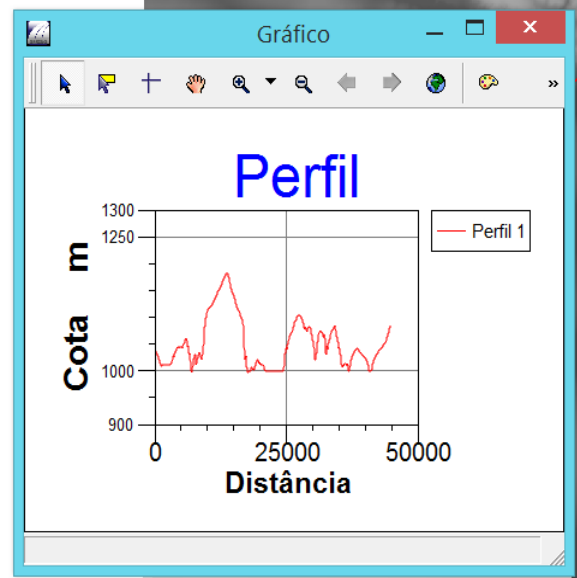 Gráfico
»
Perfil
1300
1250
1000
900
Cota m
0 25000 50000
Distância
Perfil 1